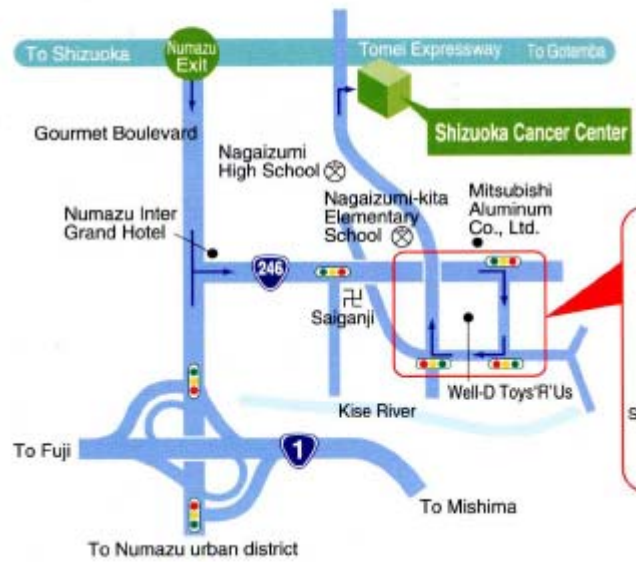 To Shizuoka
Numazu
Exit
Tomei Expressway
To Gotemba
Gourmet Boulevard
Shizuoka Cancer Center
Nagaizumi
High School
Nagaizumi-kita
Elementary
School
Mitsubishi
Aluminum
Co., Ltd.
Numazu Inter
Grand Hotel
246
卍
Saiganji
Well-D Toys'R'Us
Kise River
S
To Fuji
1
To Mishima
To Numazu urban district